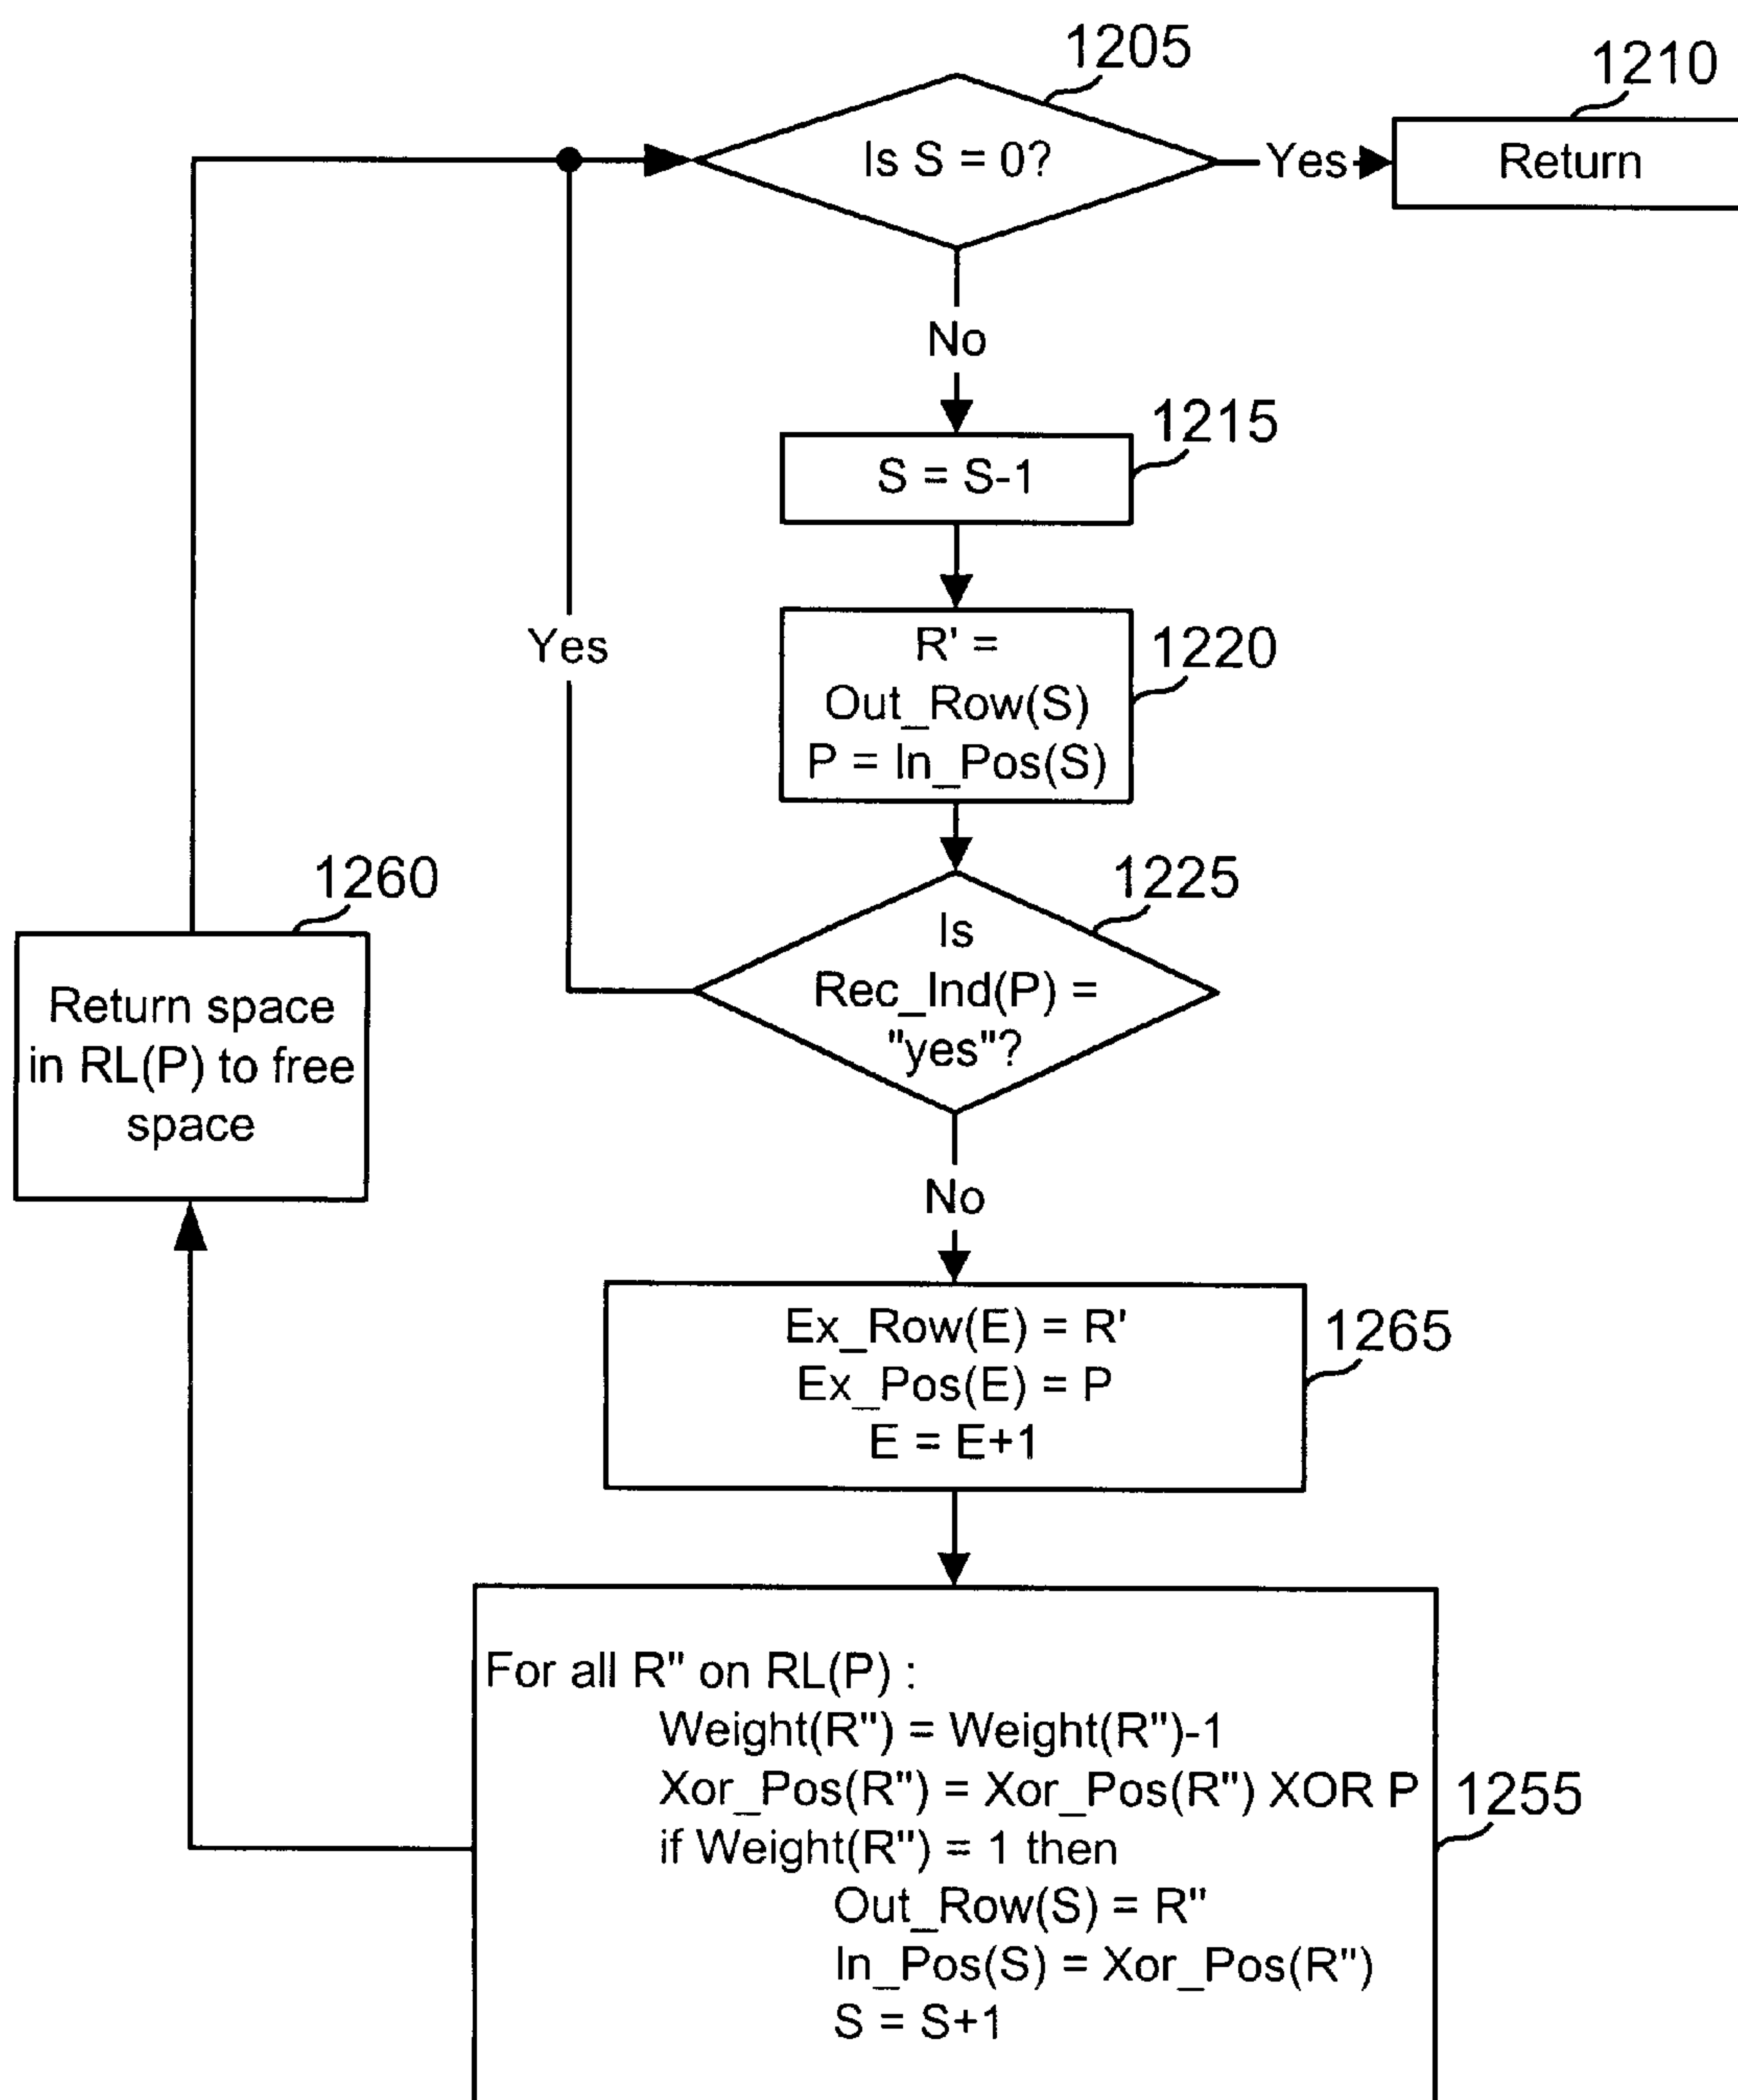 1205
1210
Is S = 0?
Yes
Return
No
1215
S = S-1
1220
R' =
Out_Row(S)
P = In_Pos(S)
Yes
1225
Is
Rec_Ind(P) =
"yes"?
1260
Return space
in RL(P) to free
space
No
1265
Ex_Row(E) = R'
Ex_Pos(E) = P
E = E+1
1255
For all R" on RL(P) :
Weight(R") = Weight(R")-1
Xor_Pos(R") = Xor_Pos(R") XOR P
if Weight(R") = 1 then
Out_Row(S) = R"
In_Pos(S) = Xor_Pos(R")
S = S+1